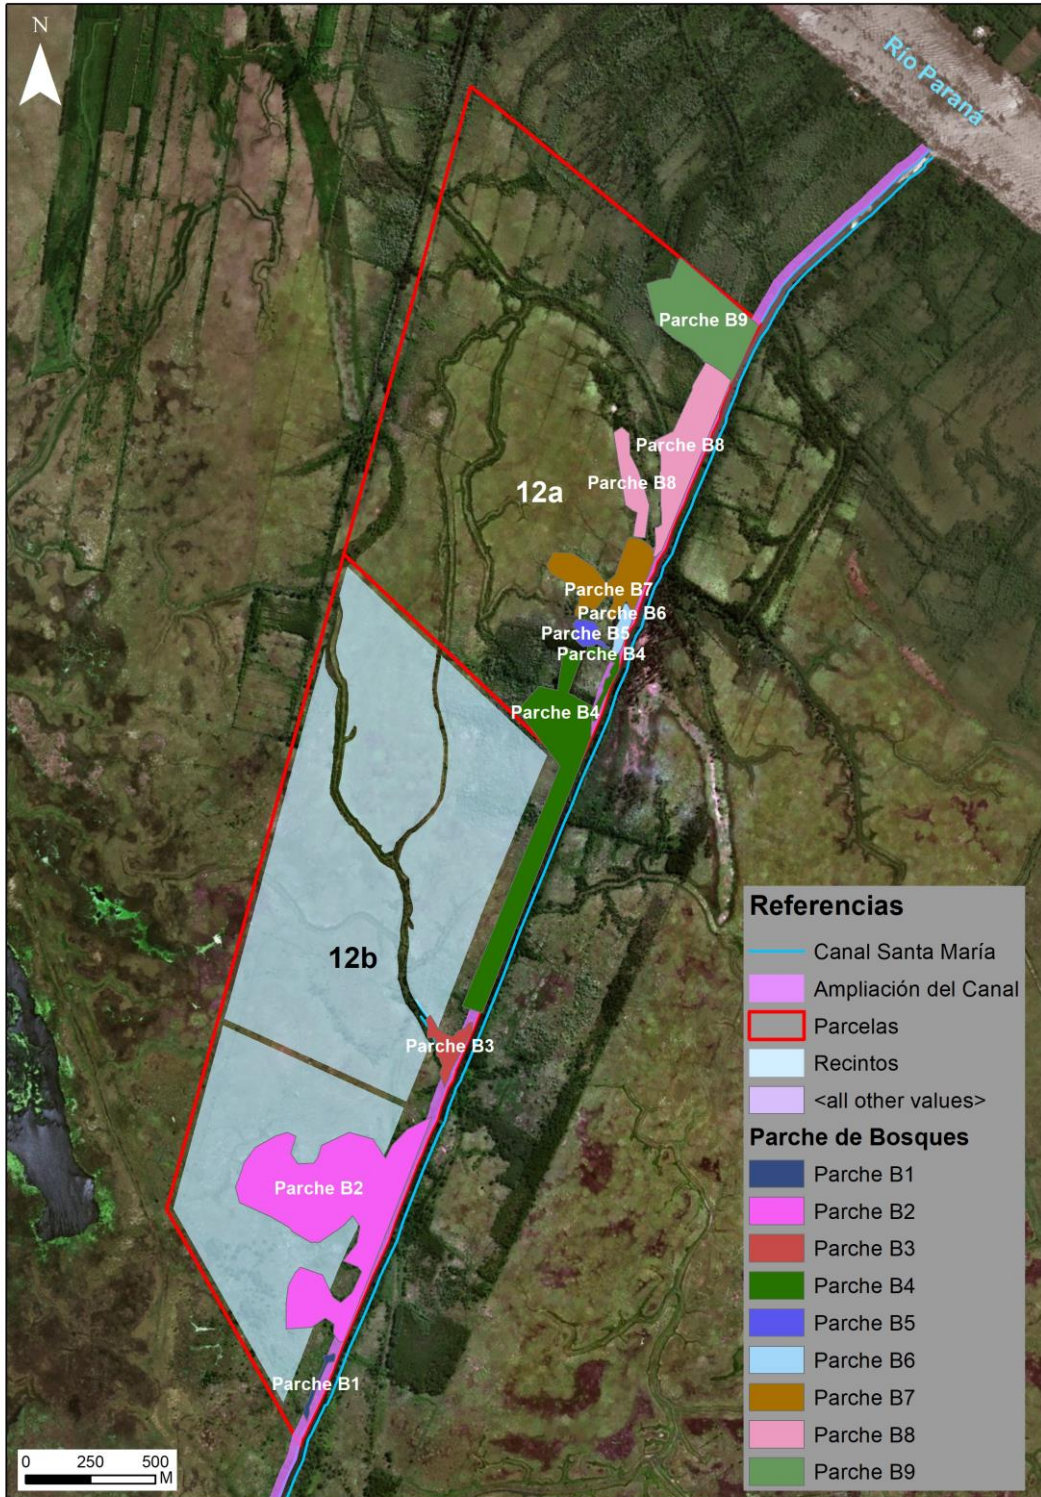 N
Río Paraná
Parche B9
Parche B8
Parche B8
12a
Parche B7
Parche B6
Parche B5
Parche B4
Parche B4
12b
Parche B3
Parche B2
Parche B1
Referencias
Canal Santa María
Ampliación del Canal
Parcelas
Recintos
<all other values>
Parche de Bosques
Parche B1
Parche B2
Parche B3
Parche B4
Parche B5
Parche B6
Parche B7
Parche B8
Parche B9
0 250 500
M